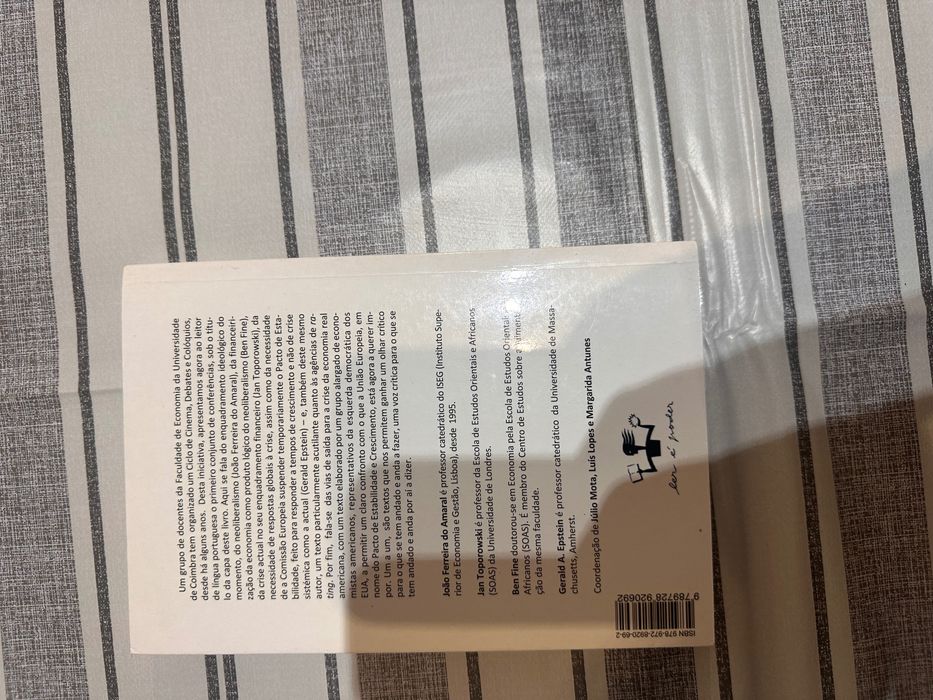 Um grupo de docentes da Faculdade de Economia da Universidade
de Coimbra tem organizado um Ciclo de Cinema, Debates e Colóquios,
desde há alguns anos. Desta iniciativa, apresentamos agora ao leitor
de língua portuguesa o primeiro conjunto de conferências, sob o títu-
lo da capa deste livro. Aqui se fala do enquadramento ideológico do
momento, do neoliberalismo (João Ferreira do Amaral), da financeiri-
zação da economia como produto lógico do neoliberalismo (Ben Fine),
da crise actual no seu enquadramento financeiro (Jan Toporowski), da
necessidade de respostas globais à crise, assim como da necessidade
de a Comissão Europeia suspender temporariamente o Pacto de Esta-
bilidade, feito para responder a tempos de crescimento e não de crise
sistémica como a actual (Gerald Epstein) – e, também deste mesmo
autor, um texto particularmente acutilante quanto às agências de ra-
ting. Por fim, fala-se das vias de saída para a crise da economia real
americana, com um texto elaborado por um grupo alargado de econo-
mistas americanos, representativos da esquerda democrática dos
EUA, a permitir um claro confronto com o que a União Europeia, em
nome do Pacto de Estabilidade e Crescimento, está agora a querer im-
por. Um a um, são textos que nos permitem ganhar um olhar crítico
para o que se tem andado e anda a fazer, uma voz crítica para o que se
tem andado e anda por aí a dizer.
João Ferreira do Amaral é professor catedrático do ISEG (Instituto Supe-
rior de Economia e Gestão, Lisboa), desde 1995.
Jan Toporowski é professor da Escola de Estudos Orientais e Africanos
(SOAS) da Universidade de Londres.
Ben Fine doutorou-se em Economia pela Escola de Estudos Orientais
Africanos (SOAS). É membro do Centro de Estudos sobre a Aliment
ção da mesma faculdade.
Gerald A. Epstein é professor catedrático da Universidade de Massa-
chusetts, Amherst.
Coordenação de Júlio Mota, Luís Lopes e Margarida Antunes
ler é poder
ISBN 978-972-8920-69-2
9 789728 920692